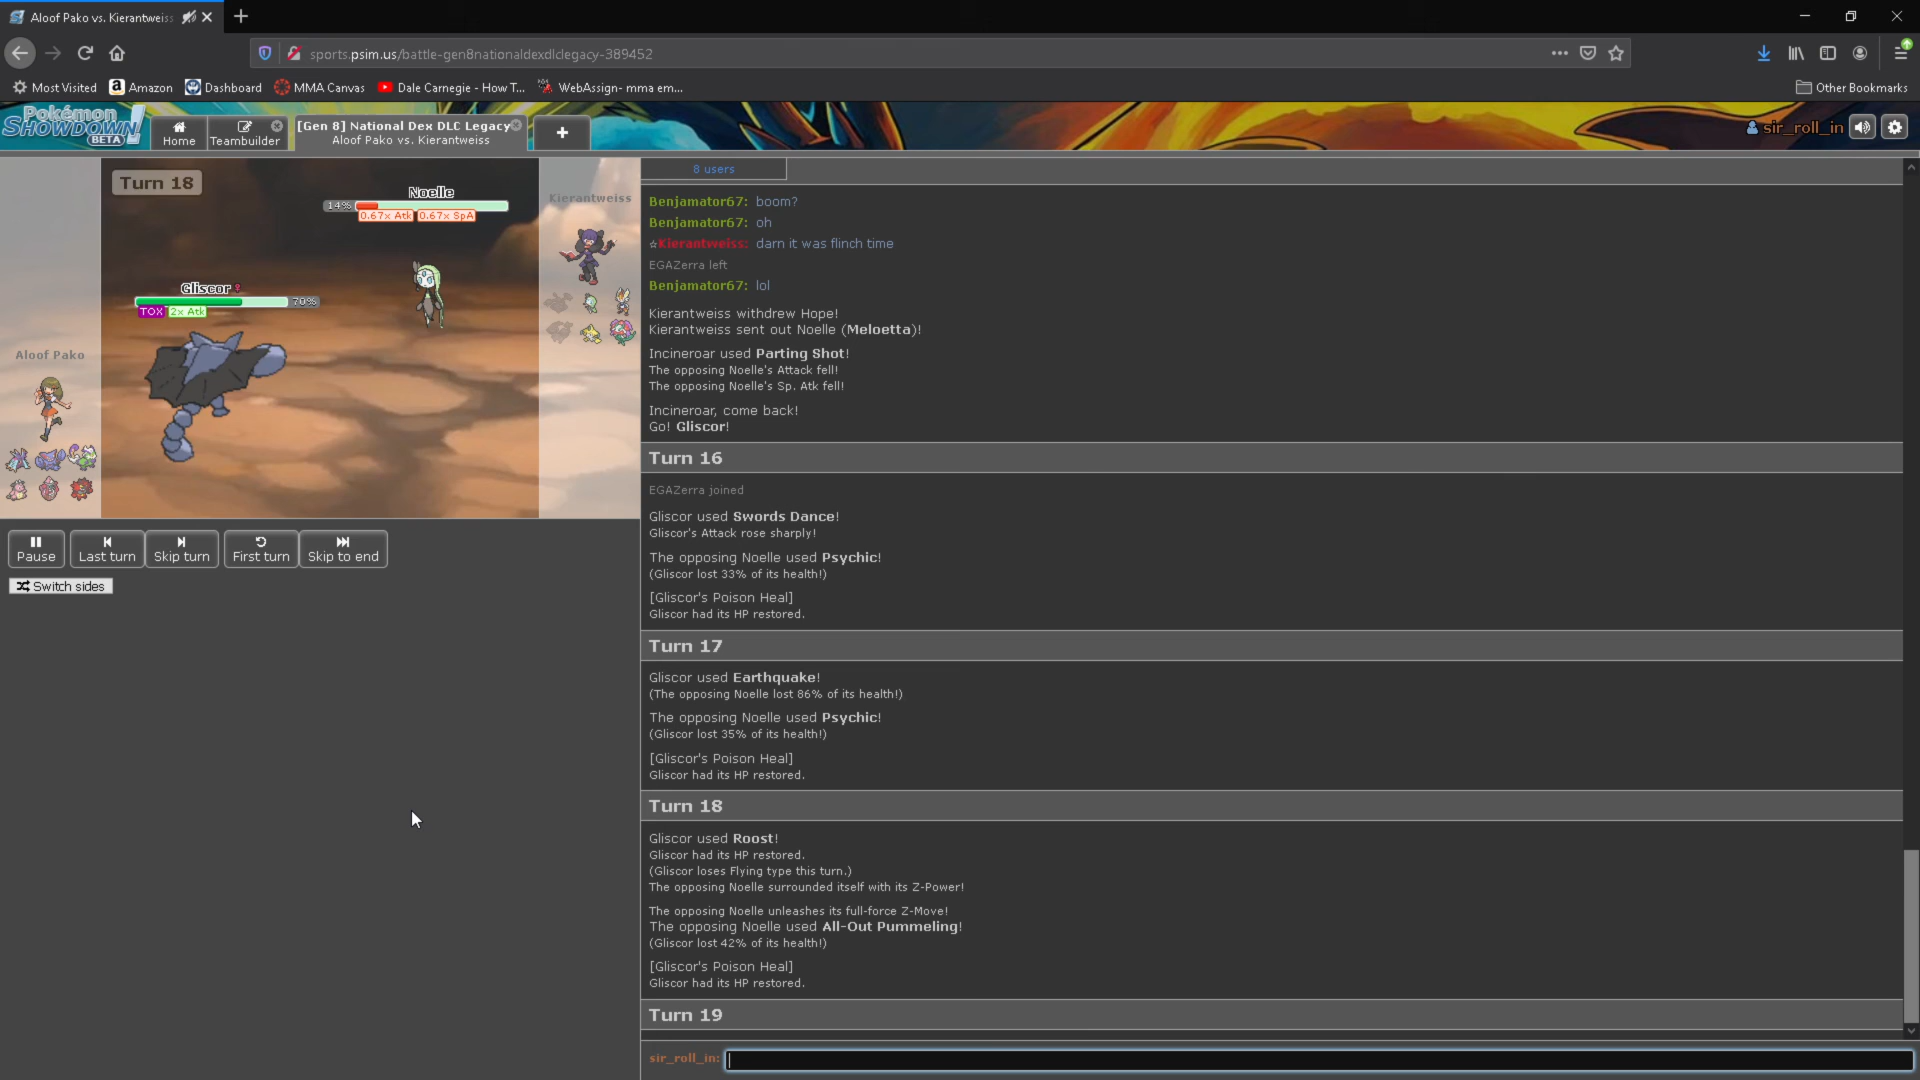 Aloof Pako vs. Kierantweiss
sports.psim.us/battle-gen8nationaldexdlclegacy-389452
Most Visited
Amazon
Dashboard
MMA Canvas
Dale Carnegie - How T...
WebAssign- mma em...
Other Bookmarks
Pokémon
SHOWDOWN!
BETA
Home
Teambuilder
[Gen 8] National Dex DLC Legacy
Aloof Pako vs. Kierantweiss
sir_roll_in
Turn 18
Noelle
14%
0.67x Atk 0.67x SpA
Kierantweiss
Gliscor
70%
TOX 2x Atk
Aloof Pako
Pause
Last turn
Skip turn
First turn
Skip to end
Switch sides
8 users
Benjamator67: boom?
Benjamator67: oh
☆Kierantweiss: darn it was flinch time
EGAZerra left
Benjamator67: lol
Kierantweiss withdrew Hope!
Kierantweiss sent out Noelle (Meloetta)!
Incineroar used Parting Shot!
The opposing Noelle's Attack fell!
The opposing Noelle's Sp. Atk fell!
Incineroar, come back!
Go! Gliscor!
Turn 16
EGAZerra joined
Gliscor used Swords Dance!
Gliscor's Attack rose sharply!
The opposing Noelle used Psychic!
(Gliscor lost 33% of its health!)
[Gliscor's Poison Heal]
Gliscor had its HP restored.
Turn 17
Gliscor used Earthquake!
(The opposing Noelle lost 86% of its health!)
The opposing Noelle used Psychic!
(Gliscor lost 35% of its health!)
[Gliscor's Poison Heal]
Gliscor had its HP restored.
Turn 18
Gliscor used Roost!
Gliscor had its HP restored.
(Gliscor loses Flying type this turn.)
The opposing Noelle surrounded itself with its Z-Power!
The opposing Noelle unleashes its full-force Z-Move!
The opposing Noelle used All-Out Pummeling!
(Gliscor lost 42% of its health!)
[Gliscor's Poison Heal]
Gliscor had its HP restored.
Turn 19
sir_roll_in: